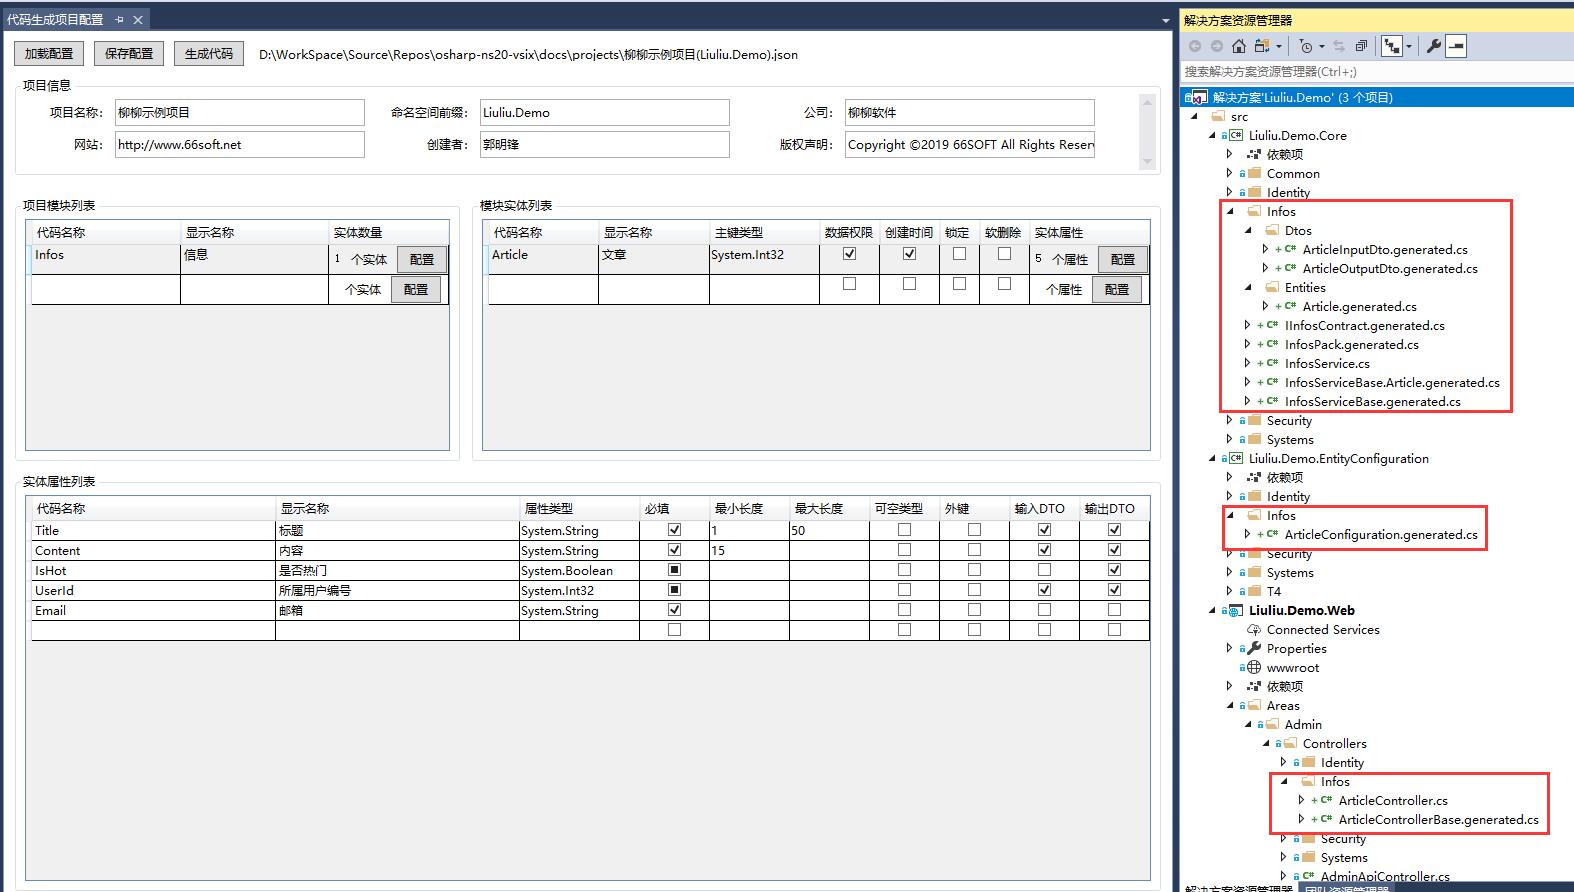 代码生成项目配置
加载配置 保存配置 生成代码 D:\WorkSpace\Source\Repos\osharp-ns20-vsix\docs\projects\柳柳示例项目(Liuliu.Demo).json
项目信息
项目名称: 柳柳示例项目 命名空间前缀: Liuliu.Demo 公司: 柳柳软件
网站: http://www.66soft.net 创建者: 郭明锋 版权声明: Copyright ©2019 66SOFT All Rights Reser
项目模块列表
代码名称 显示名称 实体数量
Infos 信息 1 个实体 配置
个实体 配置
模块实体列表
代码名称 显示名称 主键类型 数据权限 创建时间 锁定 软删除 实体属性
Article 文章 System.Int32 5 个属性 配置
个属性 配置
实体属性列表
代码名称 显示名称 属性类型 必填 最小长度 最大长度 可空类型 外键 输入DTO 输出DTO
Title 标题 System.String 1 50
Content 内容 System.String 15
IsHot 是否热门 System.Boolean
UserId 所属用户编号 System.Int32
Email 邮箱 System.String
解决方案资源管理器
搜索解决方案资源管理器(Ctrl+;)
解决方案'Liuliu.Demo' (3 个项目)
src
C# Liuliu.Demo.Core
依赖项
Common
Identity
Infos
Dtos
+ C# ArticleInputDto.generated.cs
+ C# ArticleOutputDto.generated.cs
Entities
+ C# Article.generated.cs
+ C# IInfosContract.generated.cs
+ C# InfosPack.generated.cs
+ C# InfosService.cs
+ C# InfosServiceBase.Article.generated.cs
+ C# InfosServiceBase.generated.cs
Security
Systems
C# Liuliu.Demo.EntityConfiguration
依赖项
Identity
Infos
+ C# ArticleConfiguration.generated.cs
Security
Systems
T4
Liuliu.Demo.Web
Connected Services
Properties
wwwroot
依赖项
Areas
Admin
Controllers
Identity
Infos
+ C# ArticleController.cs
+ C# ArticleControllerBase.generated.cs
Security
Systems
C# AdminApiController.cs
解决方案资源管理器 团队资源管理器